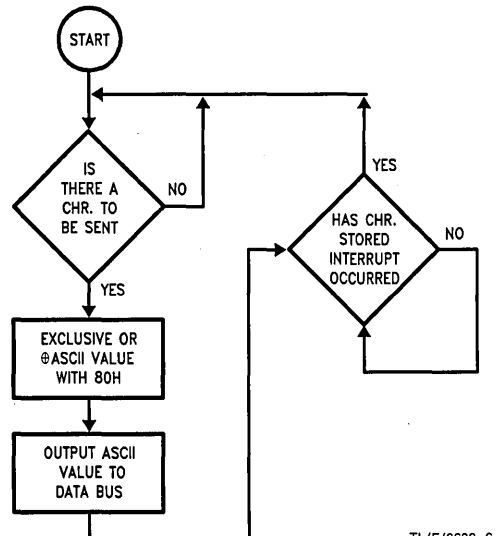 START
IS
THERE A
CHR. TO
BE SENT
NO
YES
EXCLUSIVE OR
⊕ASCII VALUE
WITH 80H
OUTPUT ASCII
VALUE TO
DATA BUS
YES
HAS CHR.
STORED
INTERRUPT
OCCURRED
NO